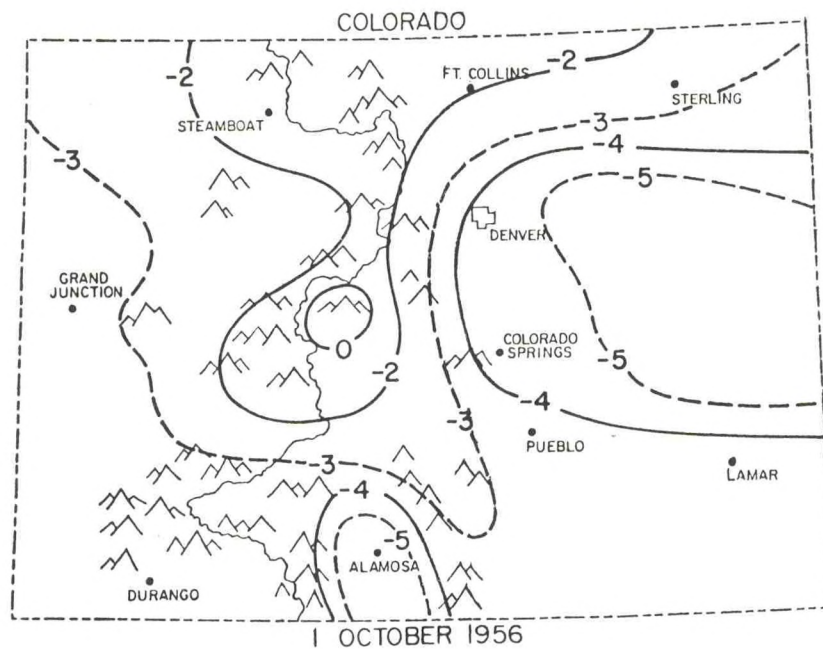 COLORADO
-2
-2
FT. COLLINS
STERLING
STEAMBOAT
-3
-4
-3
-5
DENVER
GRAND
JUNCTION
0
COLORADO
SPRINGS
-5
-2
-4
-3
PUEBLO
-3
LAMAR
-4
-5
ALAMOSA
DURANGO
1 OCTOBER 1956